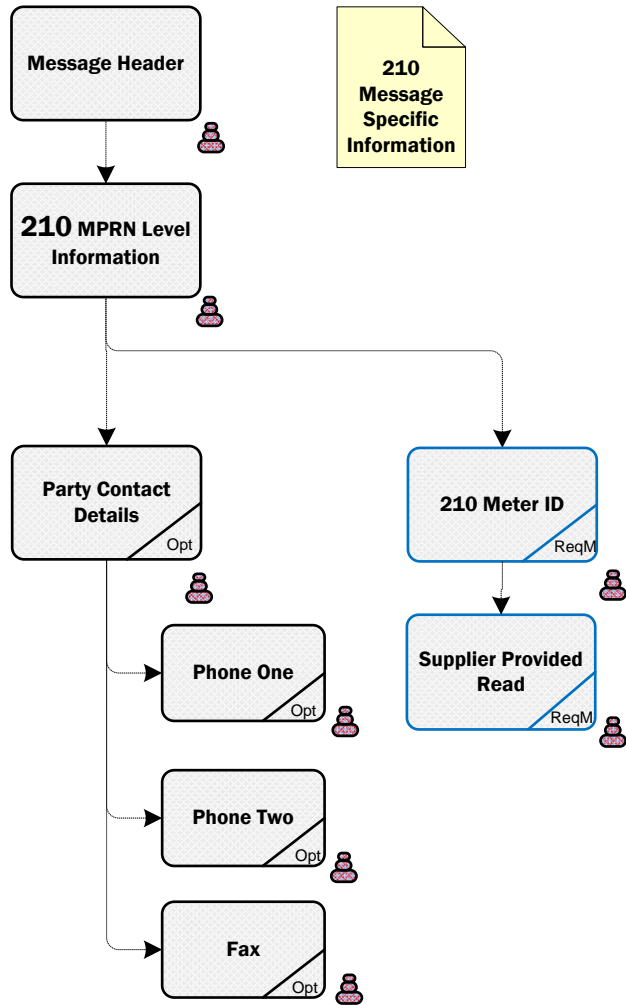 Message Header
210
Message
Specific
Information
210 MPRN Level
Information
Party Contact
Details
Opt
210 Meter ID
ReqM
Phone One
Opt
Supplier Provided
Read
ReqM
Phone Two
Opt
Fax
Opt